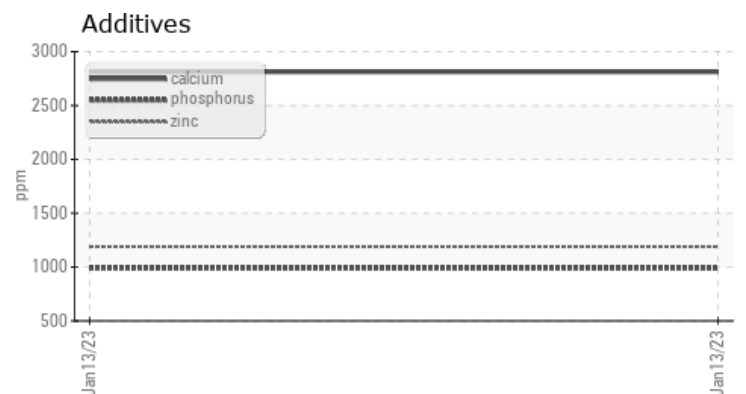 Additives
3000
2500
2000
1500
1000
500
ppm
calcium
phosphorus
zinc
Jan13/23
Jan13/23